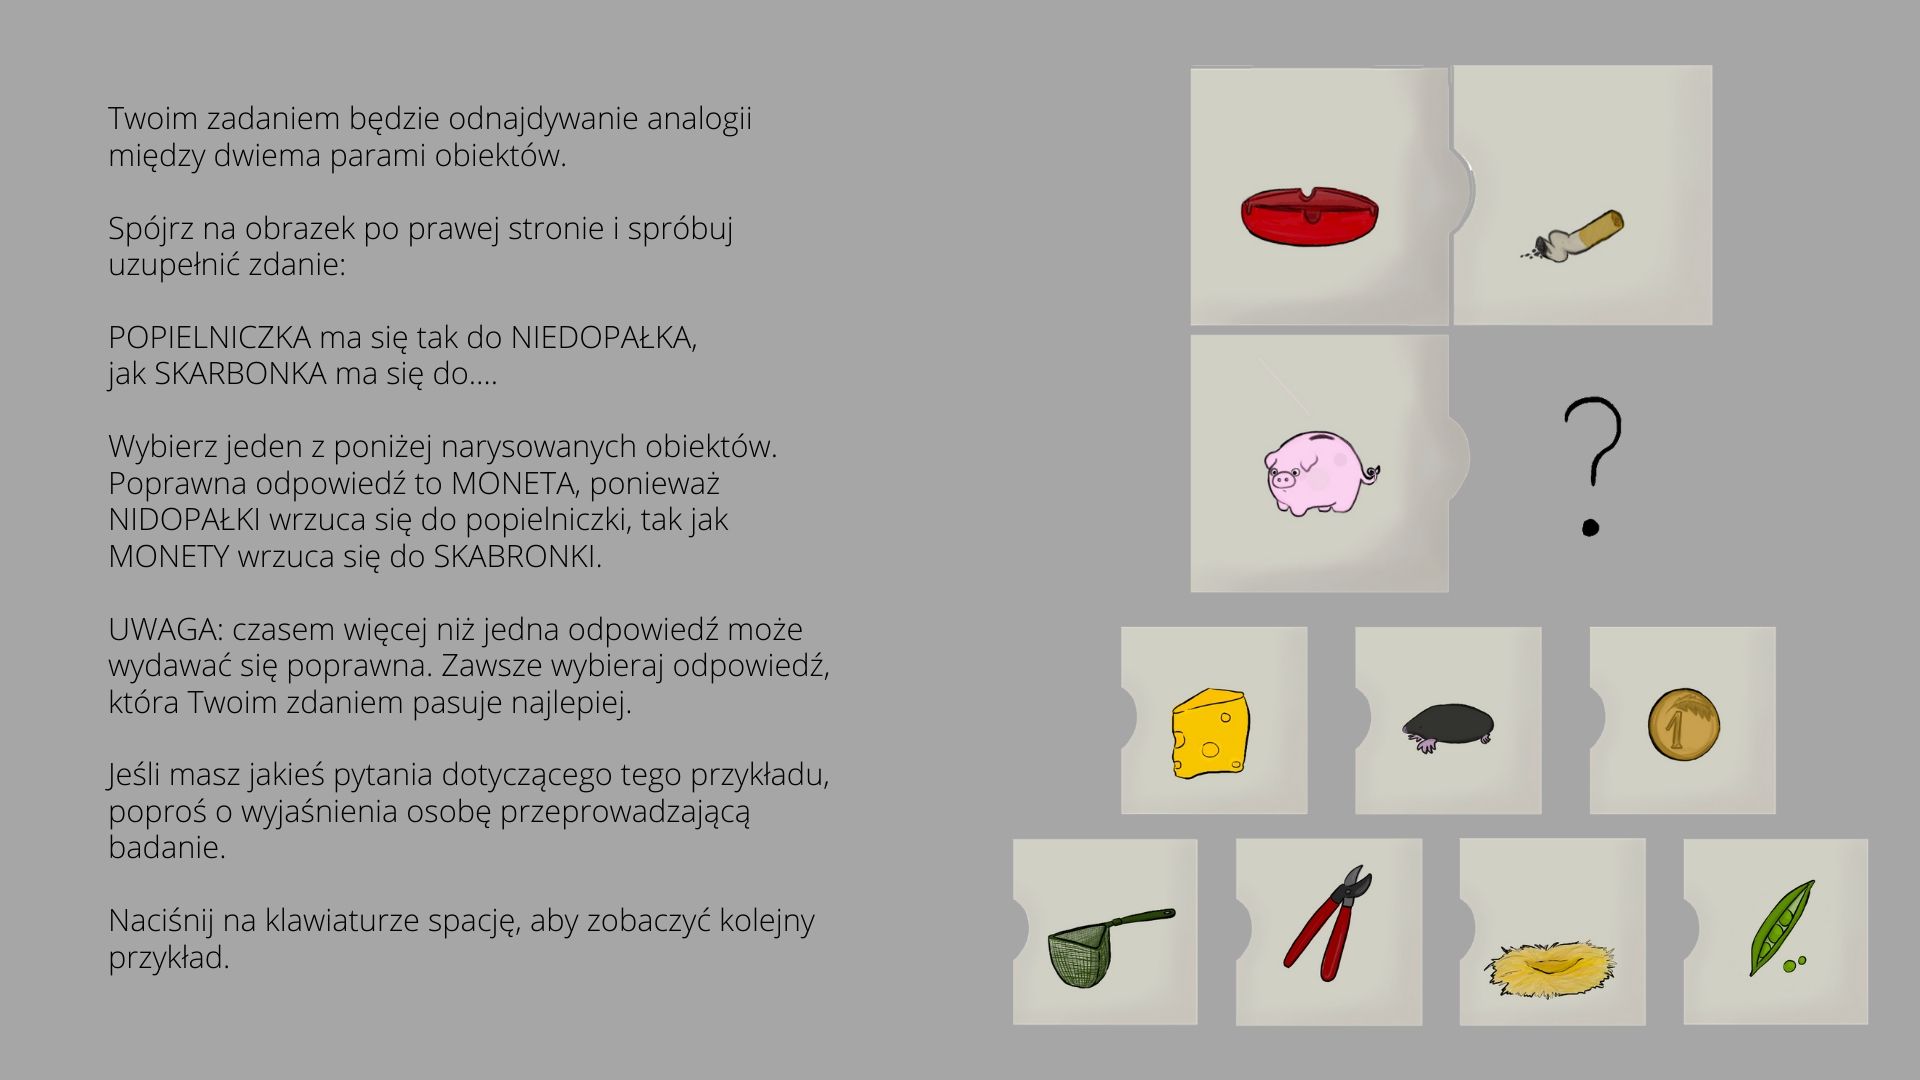 Twoim zadaniem będzie odnajdywanie analogii
między dwiema parami obiektów.
Spójrz na obrazek po prawej stronie i spróbuj
uzupełnić zdanie:
POPIELNICZKA ma się tak do NIEDOPAŁKA,
jak SKARBONKA ma się do....
Wybierz jeden z poniżej narysowanych obiektów.
Poprawna odpowiedź to MONETA, ponieważ
NIDOPAŁKI wrzuca się do popielniczki, tak jak
MONETY wrzuca się do SKABRONKI.
UWAGA: czasem więcej niż jedna odpowiedź może
wydawać się poprawna. Zawsze wybieraj odpowiedź,
która Twoim zdaniem pasuje najlepiej.
Jeśli masz jakieś pytania dotyczącego tego przykładu,
poproś o wyjaśnienia osobę przeprowadzającą
badanie.
Naciśnij na klawiaturze spację, aby zobaczyć kolejny
przykład.
?
1